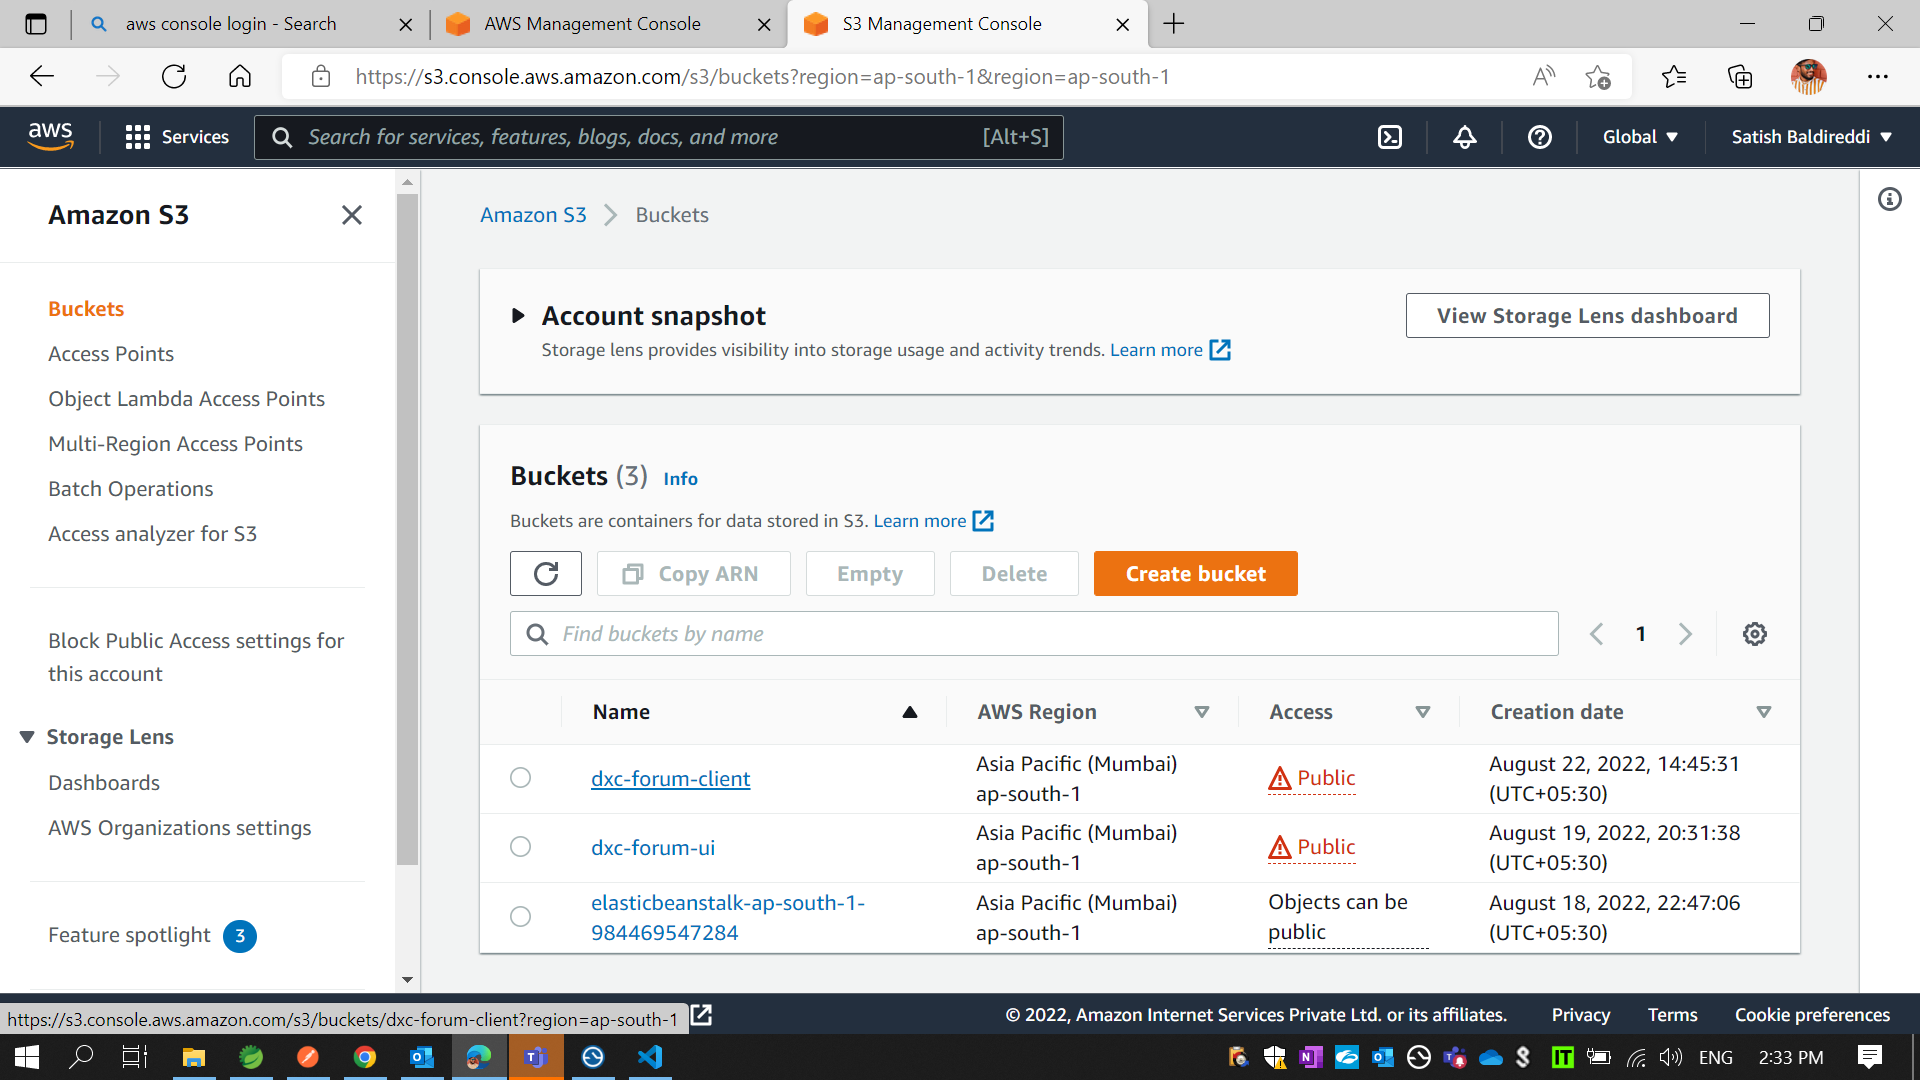 aws console login - Search
AWS Management Console
S3 Management Console
https://s3.console.aws.amazon.com/s3/buckets?region=ap-south-1&region=ap-south-1
aws
Services
Search for services, features, blogs, docs, and more
[Alt+S]
Global
Satish Baldireddi
Amazon S3
Buckets
Access Points
Object Lambda Access Points
Multi-Region Access Points
Batch Operations
Access analyzer for S3
Block Public Access settings for
this account
Storage Lens
Dashboards
AWS Organizations settings
Feature spotlight 3
Amazon S3 > Buckets
Account snapshot
Storage lens provides visibility into storage usage and activity trends. Learn more
View Storage Lens dashboard
Buckets (3) Info
Buckets are containers for data stored in S3. Learn more
Copy ARN
Empty
Delete
Create bucket
Find buckets by name
1
Name
AWS Region
Access
Creation date
dxc-forum-client
Asia Pacific (Mumbai)
ap-south-1
Public
August 22, 2022, 14:45:31
(UTC+05:30)
dxc-forum-ui
Asia Pacific (Mumbai)
ap-south-1
Public
August 19, 2022, 20:31:38
(UTC+05:30)
elasticbeanstalk-ap-south-1-
984469547284
Asia Pacific (Mumbai)
ap-south-1
Objects can be
public
August 18, 2022, 22:47:06
(UTC+05:30)
https://s3.console.aws.amazon.com/s3/buckets/dxc-forum-client?region=ap-south-1
© 2022, Amazon Internet Services Private Ltd. or its affiliates.
Privacy
Terms
Cookie preferences
ENG
2:33 PM